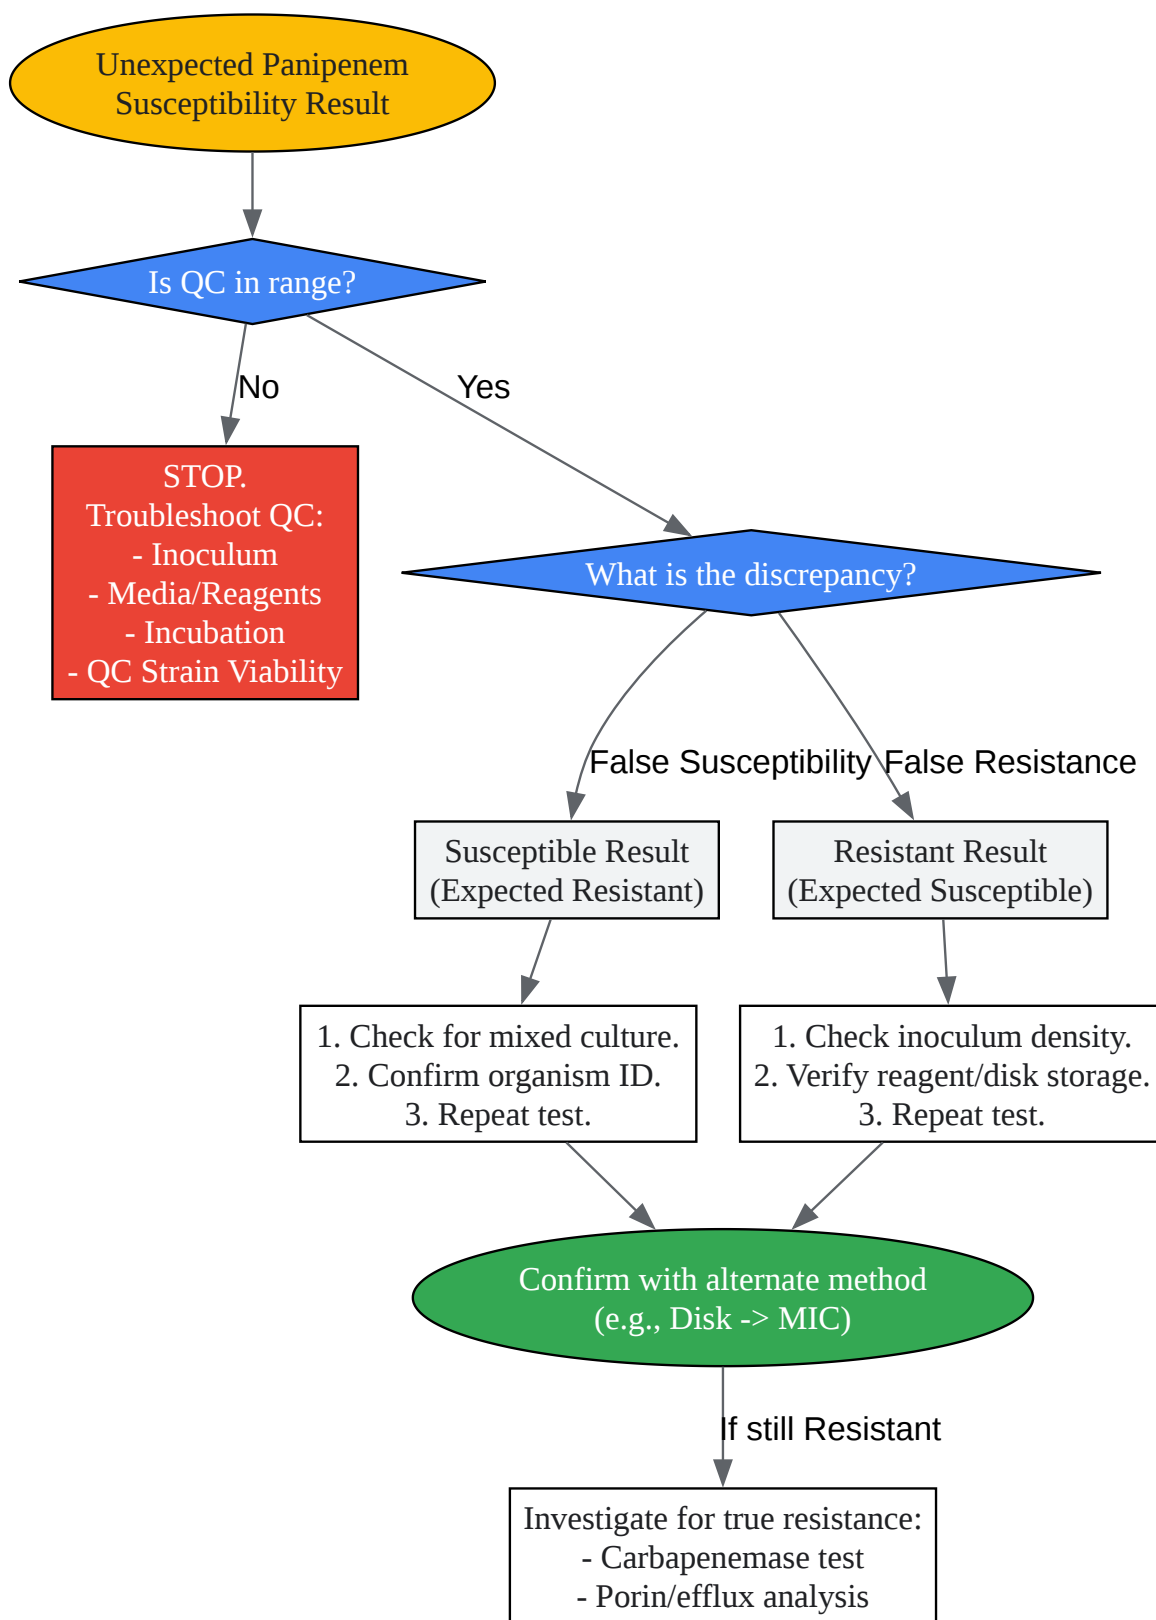 Unexpected Panipenem
Susceptibility Result
Is QC in range?
No
Yes
STOP.
Troubleshoot QC:
- Inoculum
- Media/Reagents
- Incubation
- QC Strain Viability
What is the discrepancy?
False Susceptibility
False Resistance
Susceptible Result
(Expected Resistant)
Resistant Result
(Expected Susceptible)
1. Check for mixed culture.
2. Confirm organism ID.
3. Repeat test.
1. Check inoculum density.
2. Verify reagent/disk storage.
3. Repeat test.
Confirm with alternate method
(e.g., Disk -> MIC)
If still Resistant
Investigate for true resistance:
- Carbapenemase test
- Porin/efflux analysis